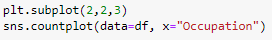 plt.subplot(2,2,3)
sns.countplot(data=df, x="Occupation")